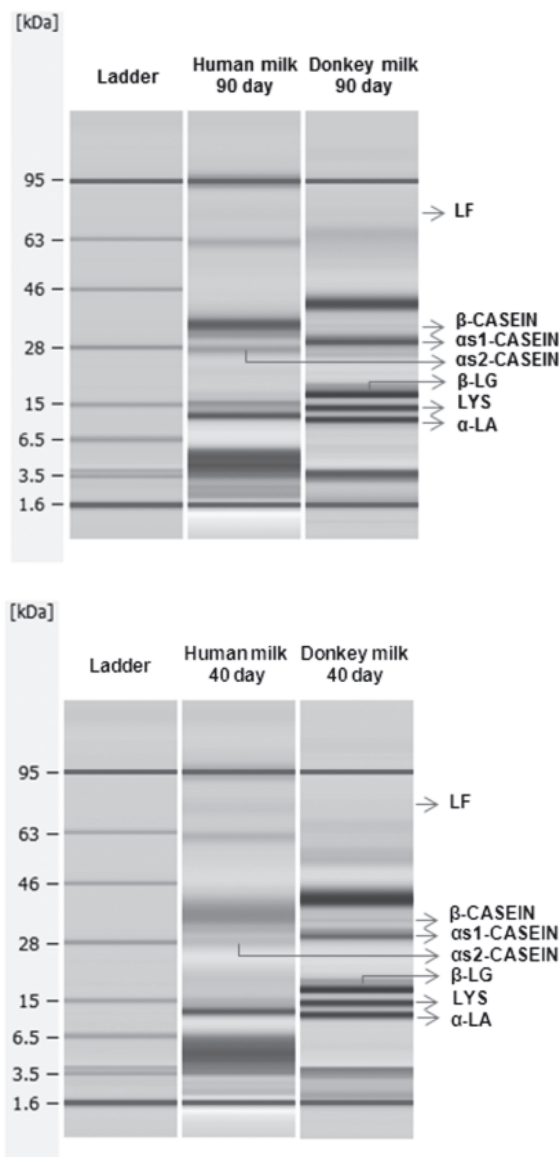 [kDa]
Ladder
Human milk
90 day
Donkey milk
90 day
95
63
46
28
15
6.5
3.5
1.6
LF
β-CASEIN
αs1-CASEIN
αs2-CASEIN
β-LG
LYS
α-LA
[kDa]
Ladder
Human milk
40 day
Donkey milk
40 day
95
63
46
28
15
6.5
3.5
1.6
LF
β-CASEIN
αs1-CASEIN
αs2-CASEIN
β-LG
LYS
α-LA